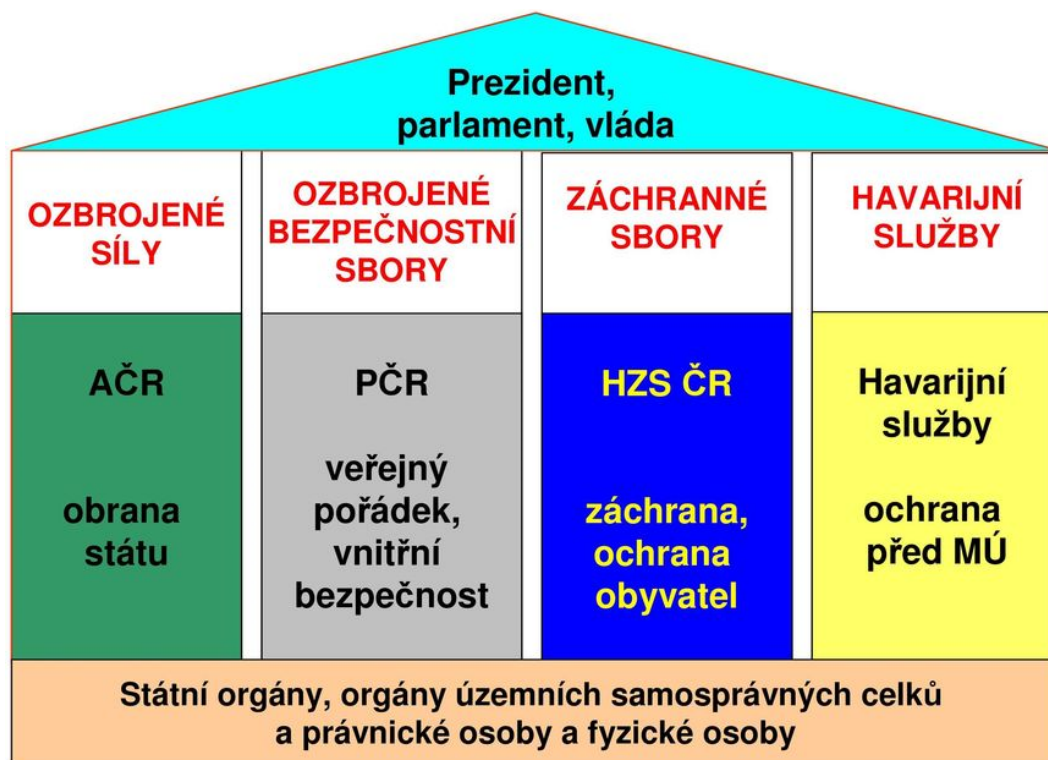 Prezident,
parlament, vláda
OZBROJENÉ
SÍLY
OZBROJENÉ
BEZPEČNOSTNÍ
SBORY
ZÁCHRANNÉ
SBORY
HAVARIJNÍ
SLUŽBY
AČR
obrana
státu
PČR
veřejný
pořádek,
vnitřní
bezpečnost
HZS ČR
záchrana,
ochrana
obyvatel
Havarijní
služby
ochrana
před MÚ
Státní orgány, orgány územních samosprávných celků
a právnické osoby a fyzické osoby